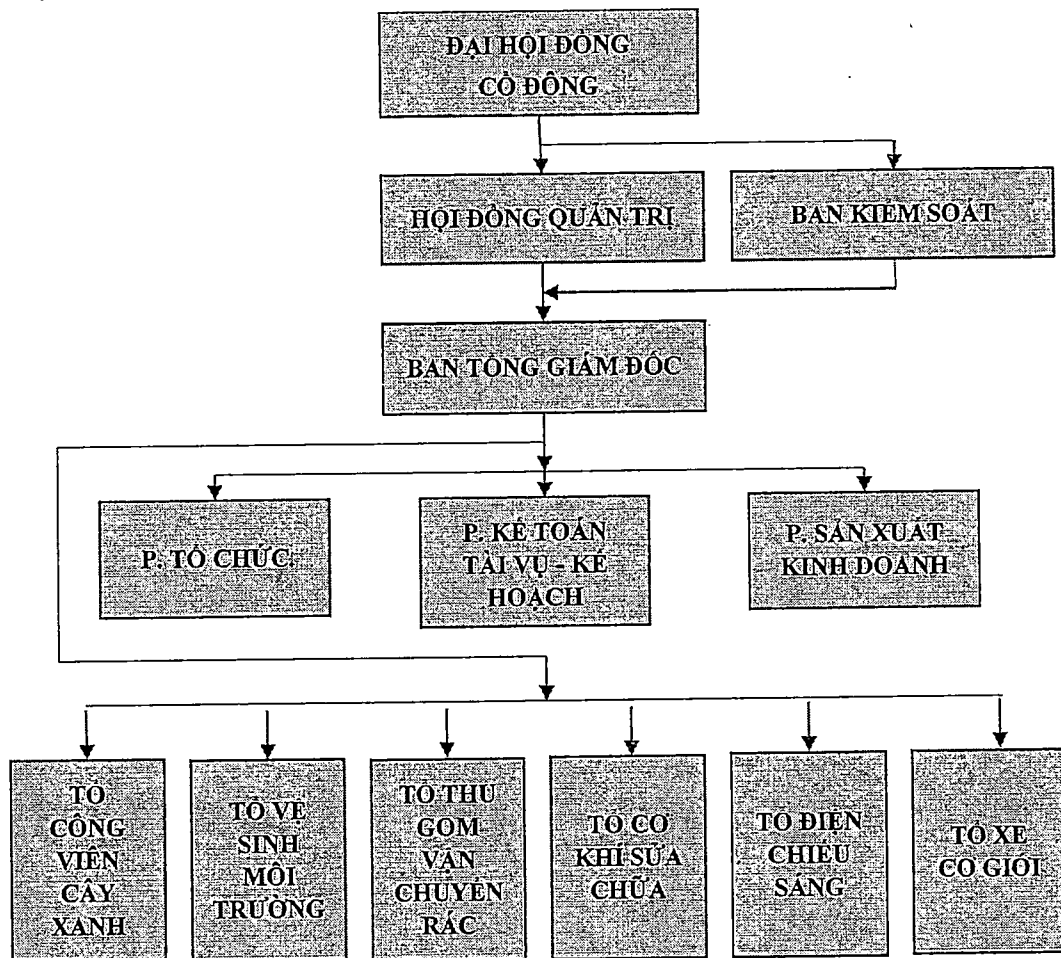 ĐẠI HỘI ĐỒNG
CỔ ĐÔNG
HỘI ĐỒNG QUẢN TRỊ
BAN KIỂM SOÁT
BAN TỔNG GIÁM ĐỐC
P. TỔ CHỨC
P. KẾ TOÁN
TÀI VỤ - KẾ
HOẠCH
P. SẢN XUẤT
KINH DOANH
TỔ
CÔNG
VIÊN
CÂY
XANH
TỔ VỆ
SINH
MÔI
TRƯỜNG
TỔ THU
GOM
VẬN
CHUYỂN
RÁC
TỔ CƠ
KHÍ SỬA
CHỮA
TỔ ĐIỆN
CHIẾU
SÁNG
TỔ XE
CƠ GIỚI